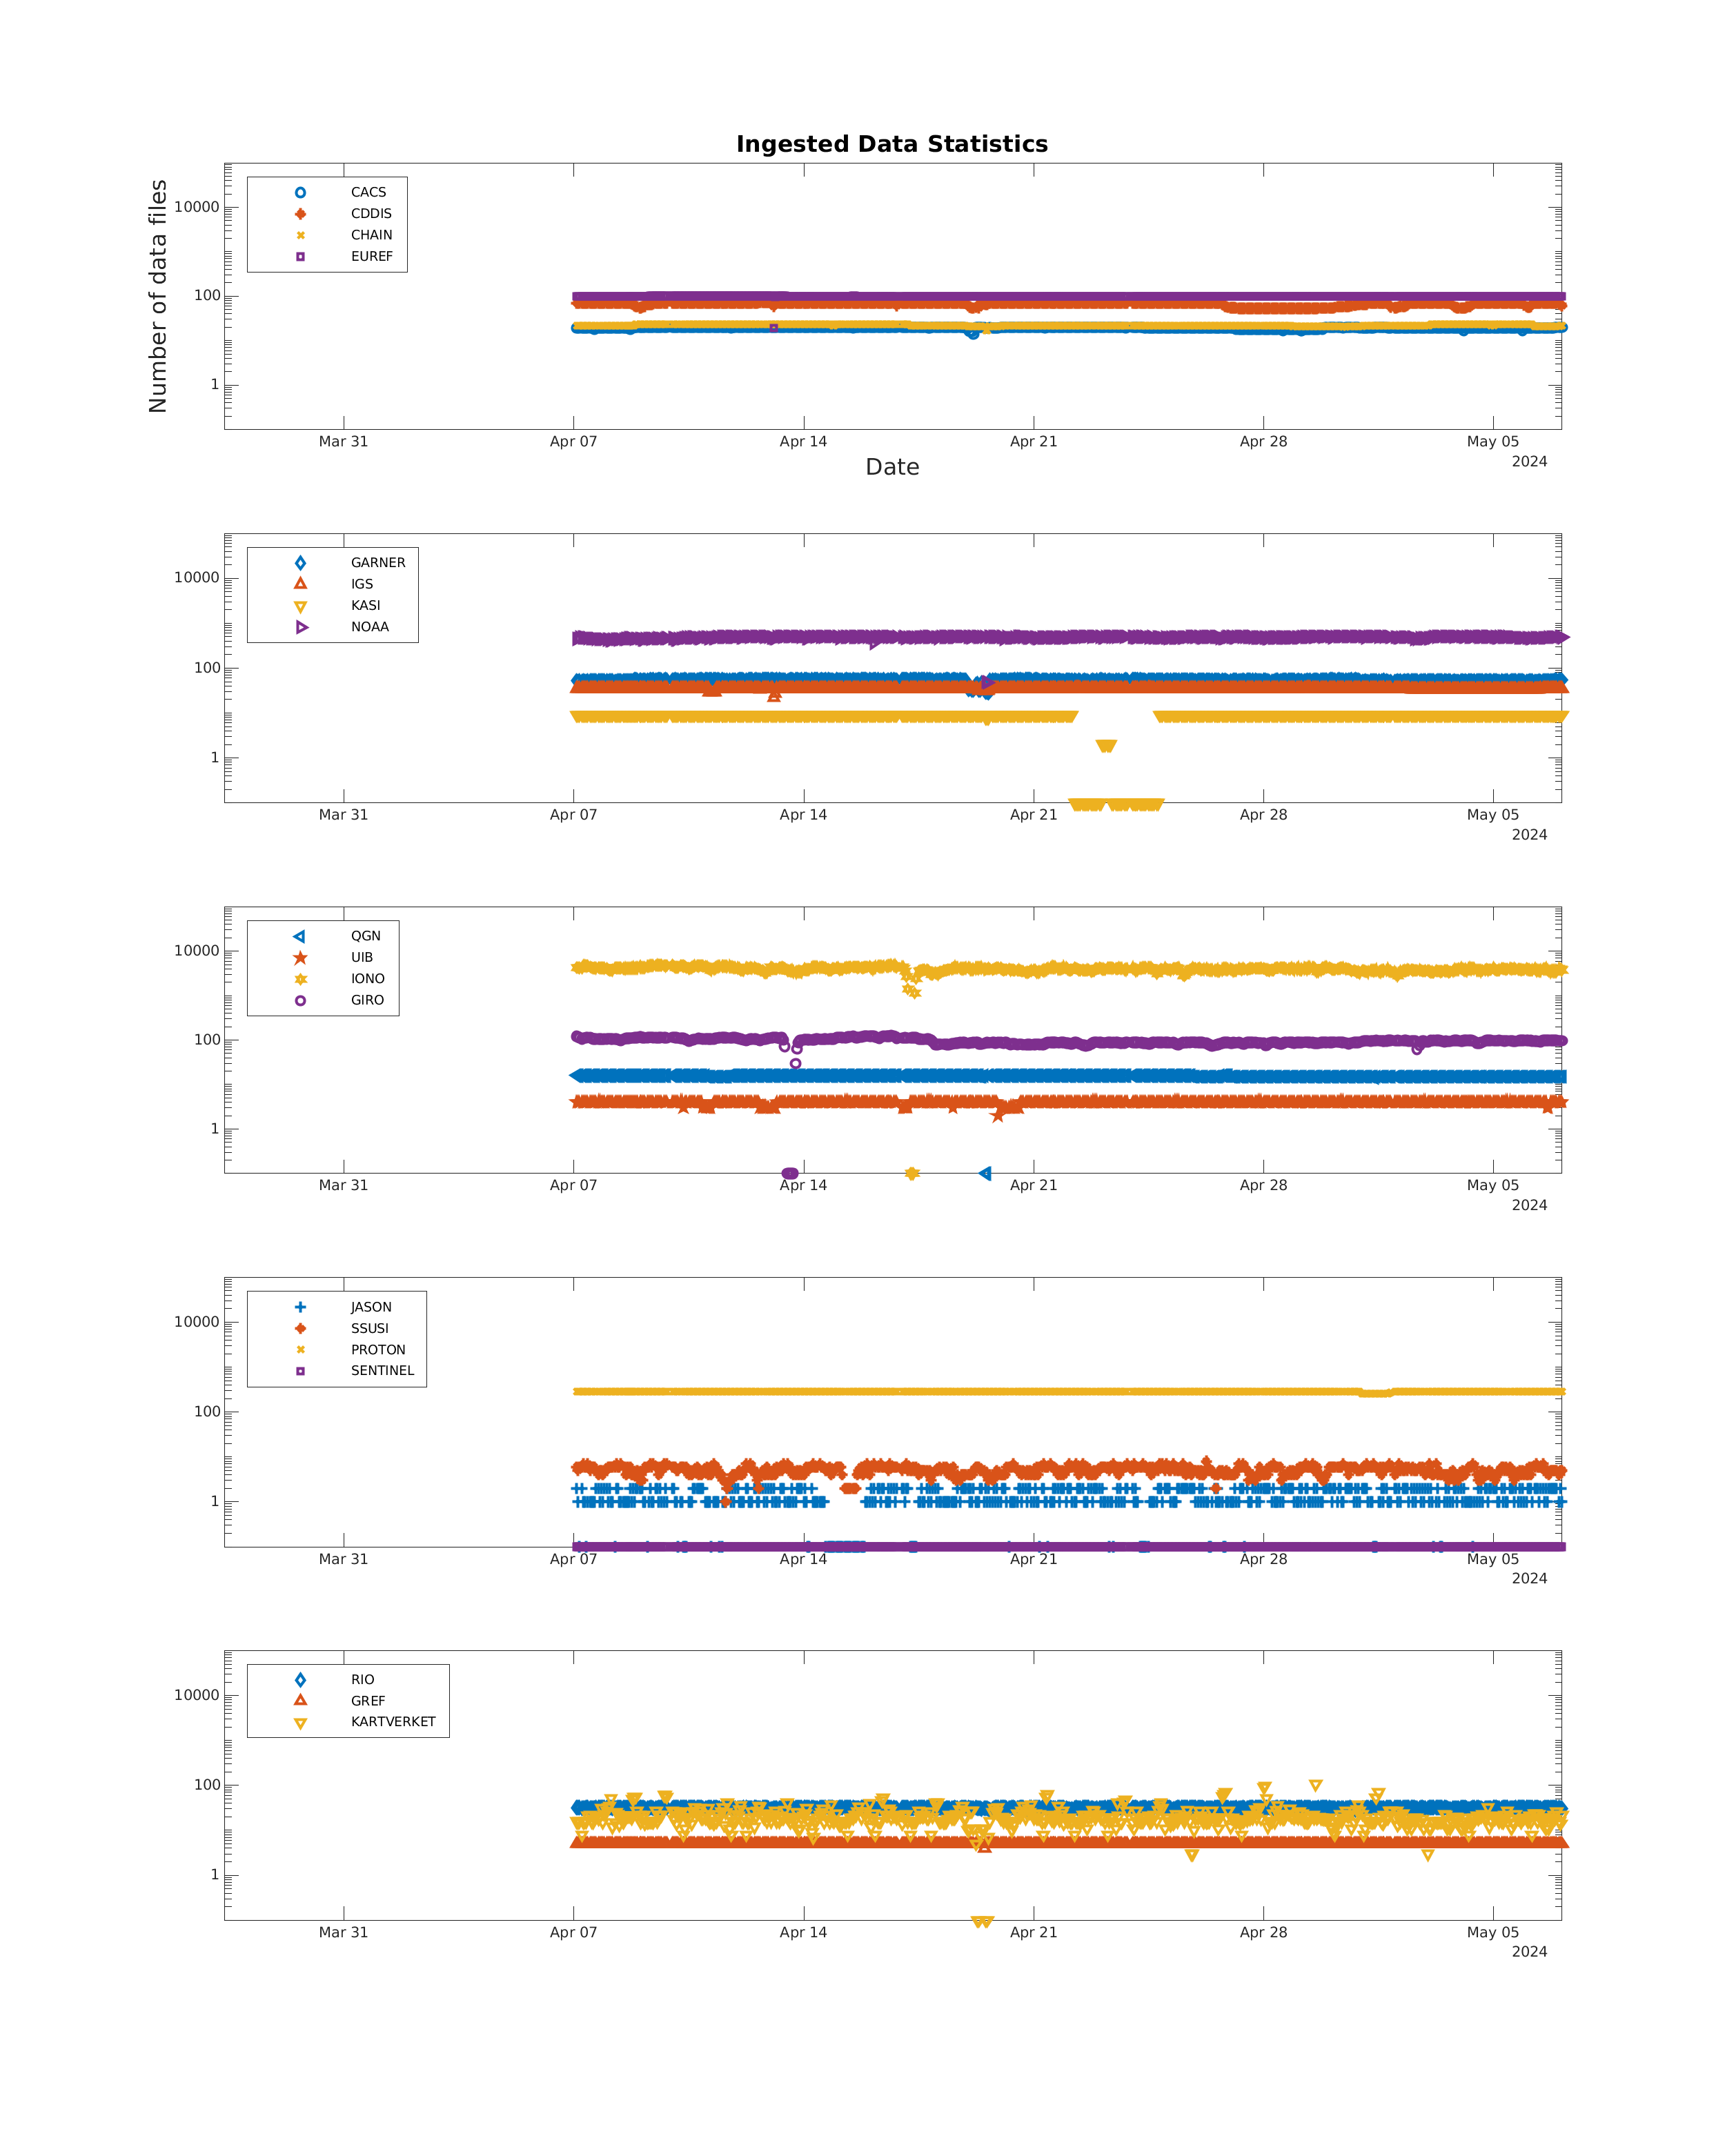 Ingested Data Statistics
Number of data files
10000
100
1
CACS
CDDIS
CHAIN
EUREF
Mar 31 Apr 07 Apr 14 Apr 21 Apr 28 May 05
2024
Date
10000
100
1
GARNER
IGS
KASI
NOAA
Mar 31 Apr 07 Apr 14 Apr 21 Apr 28 May 05
2024
10000
100
1
QGN
UIB
IONO
GIRO
Mar 31 Apr 07 Apr 14 Apr 21 Apr 28 May 05
2024
10000
100
1
JASON
SSUSI
PROTON
SENTINEL
Mar 31 Apr 07 Apr 14 Apr 21 Apr 28 May 05
2024
10000
100
1
RIO
GREF
KARTVERKET
Mar 31 Apr 07 Apr 14 Apr 21 Apr 28 May 05
2024